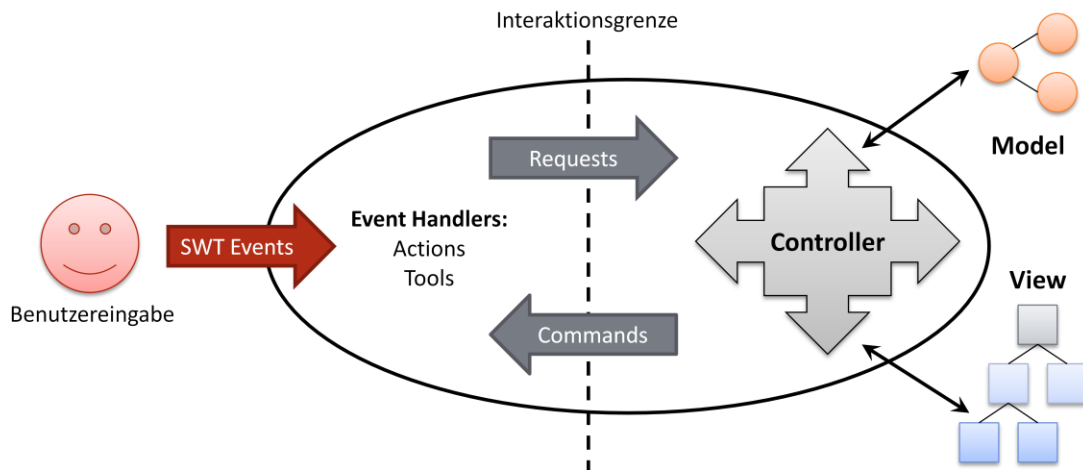 Interaktionsgrenze
Requests
Model
Event Handlers:
Actions
Tools
SWT Events
Controller
View
Benutzereingabe
Commands